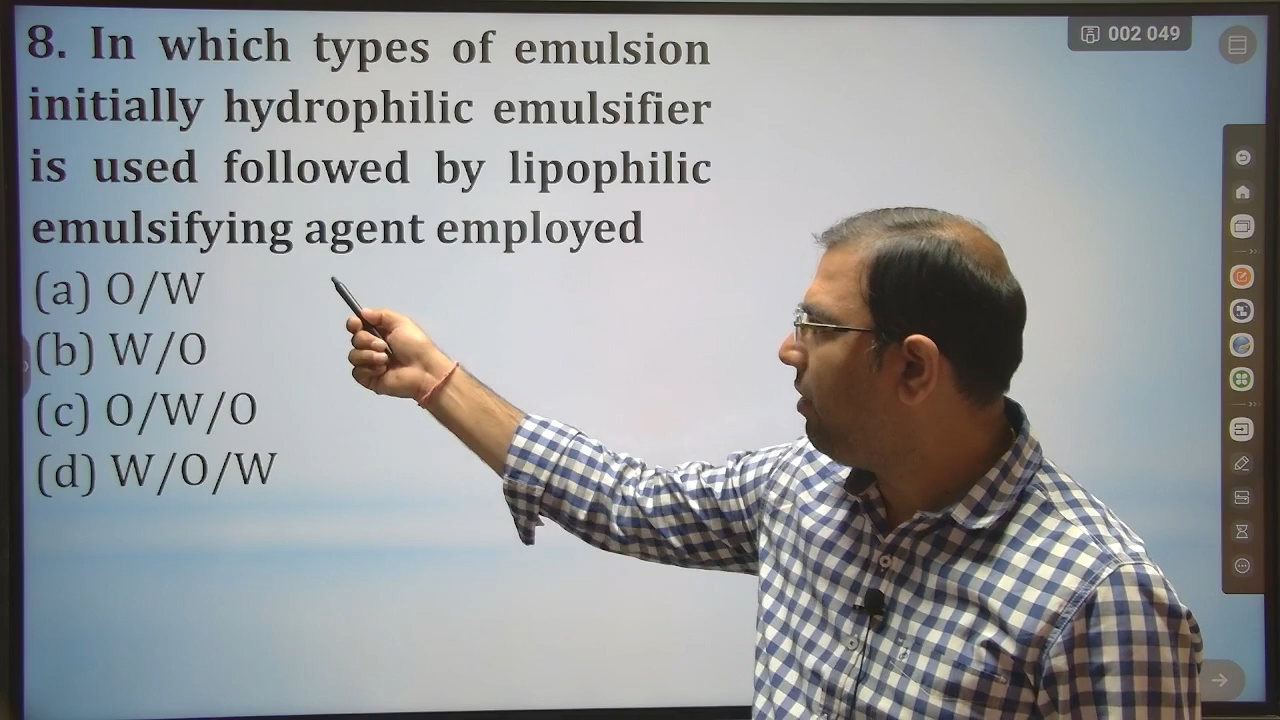 8. In which types of emulsion
initially hydrophilic emulsifier
is used followed by lipophilic
emulsifying agent employed
(a) O/W
(b) W/O
(c) O/W/O
(d) W/O/W
002 049